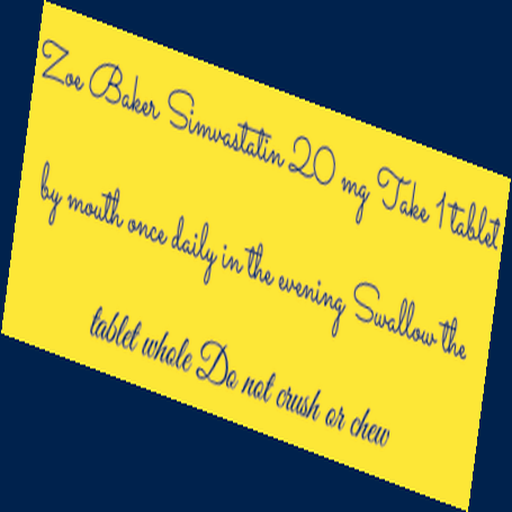 Zoe Baker Simvastatin 20 mg Take 1 tablet
by mouth once daily in the evening Swallow the
tablet whole Do not crush or chew